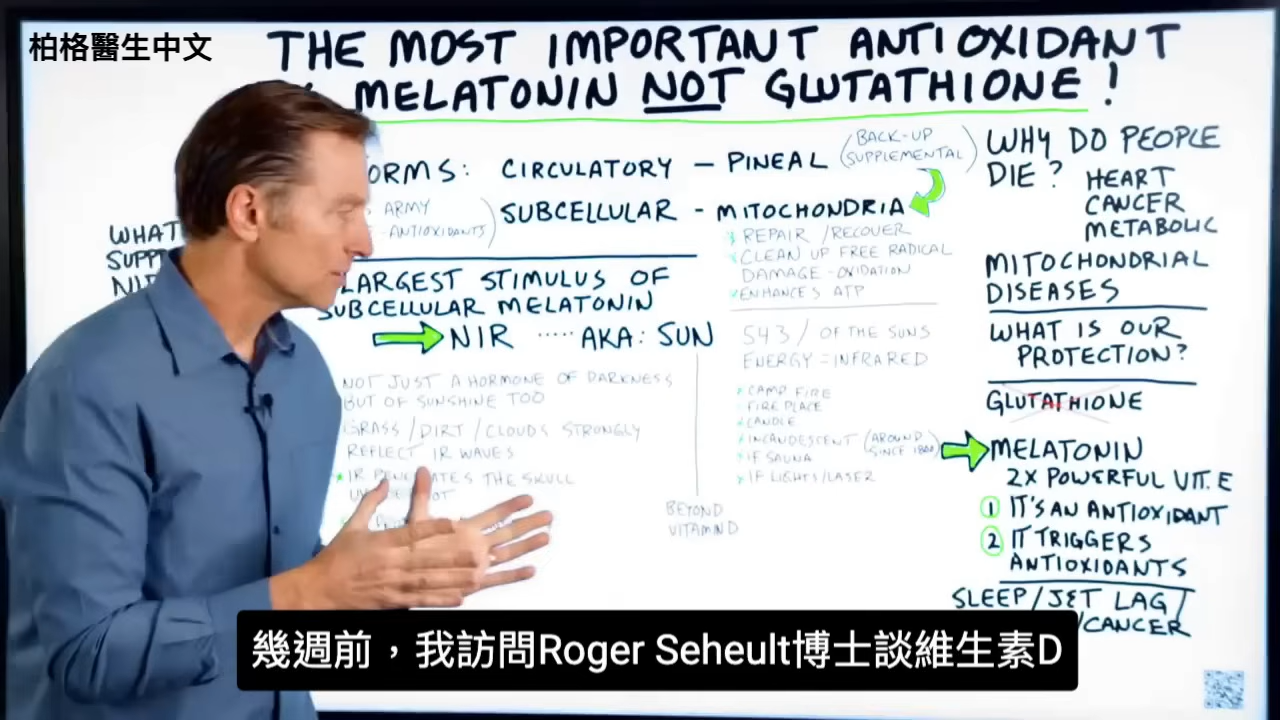 柏格醫生中文
THE MOST IMPORTANT ANTIOXIDANT
MELATONIN NOT GLUTATHIONE!
ORMS: CIRCULATORY - PINEAL (BACK-UP
SUPPLEMENTAL)
ARMY
-ANTIOXIDANTS) SUBCELLULAR - MITOCHONDRIA
REPAIR/RECOVER
CLEAN UP FREE RADICAL
DAMAGE-OXIDATION
ENHANCES ATP
WHAT
SUPP
NI
LARGEST STIMULUS OF
SUBCELLULAR MELATONIN
NIR ..... AKA: SUN
NOT JUST A HORMONE OF DARKNESS
BUT OF SUNSHINE TOO
GRASS/DIRT/CLOUDS STRONGLY
REFLECT IR WAVES
THE SKULL
54% OF THE SUNS
ENERGY = INFRARED
CAMP FIRE
FIRE PLACE
CANDLE
INCANDESCENT (AROUND
SINCE 1800)
IF SAUNA
IF LIGHTS/LASER
BEYOND
VITAMIN D
WHY DO PEOPLE
DIE? HEART
CANCER
METABOLIC
MITOCHONDRIAL
DISEASES
WHAT IS OUR
PROTECTION?
GLUTATHIONE
MELATONIN
2X POWERFUL VIT. E
1 IT'S AN ANTIOXIDANT
2 IT TRIGGERS
ANTIOXIDANTS
SLEEP/JET LAG/
/CANCER
幾週前，我訪問Roger Seheult博士談維生素D